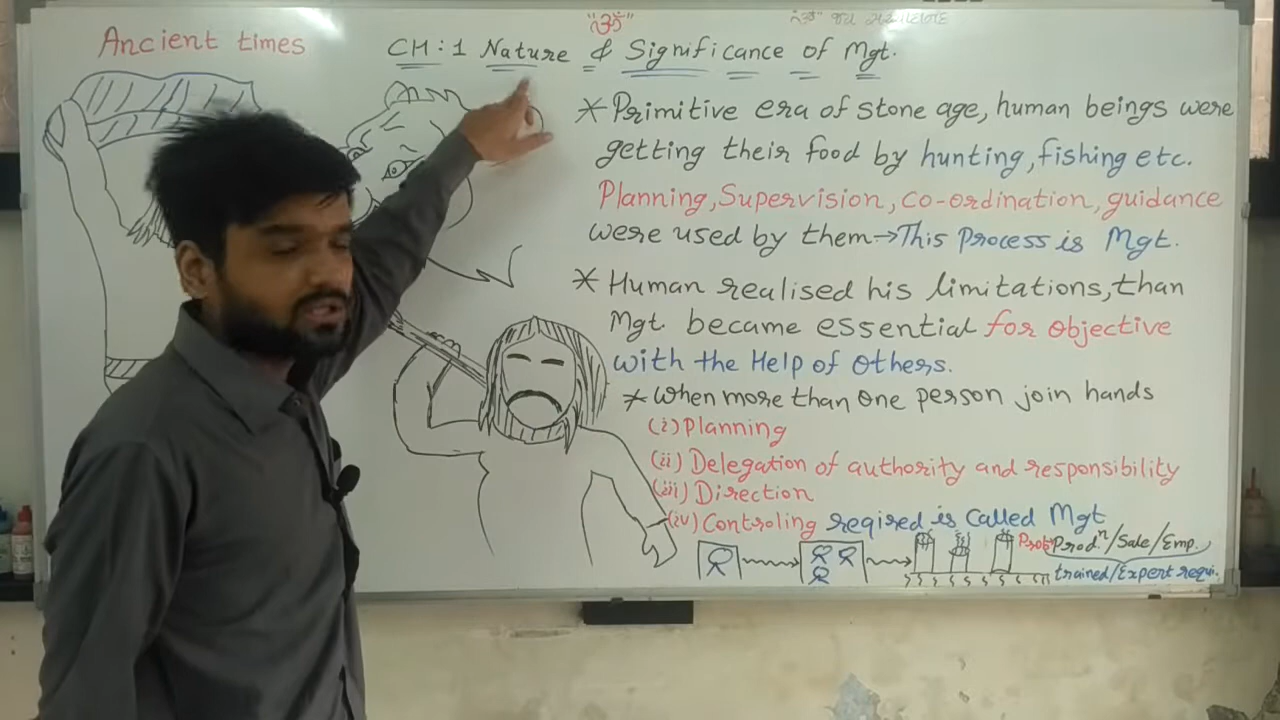 "ૐ"
"ૐ" જય
Ancient times
CH:1 Nature & Significance of Mgt.
* Primitive era of stone age, human beings were
getting their food by hunting, fishing etc.
Planning, Supervision, co-ordination, guidance
were used by them→This Process is Mgt.
* Human realised his limitations, than
Mgt. became essential for objective
with the Help of others.
* When more than one person join hands
(i) Planning
(ii) Delegation of authority and responsibility
(iii) Direction
(iv) Controling reqired is Called Mgt
Prob Prodⁿ/Sale/Emp.
trained/Expert requi.